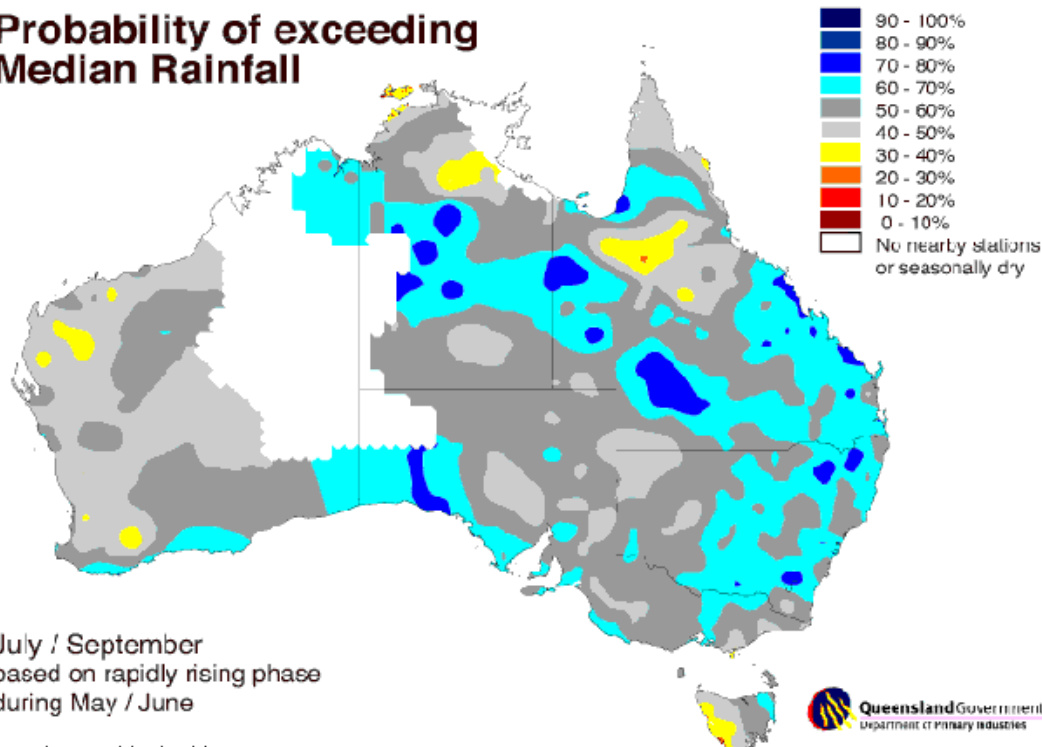 Probability of exceeding
Median Rainfall
90 - 100%
80 - 90%
70 - 80%
60 - 70%
50 - 60%
40 - 50%
30 - 40%
20 - 30%
10 - 20%
0 - 10%
No nearby stations
or seasonally dry
July / September
based on rapidly rising phase
during May / June
Queensland Government
Department of Primary Industries